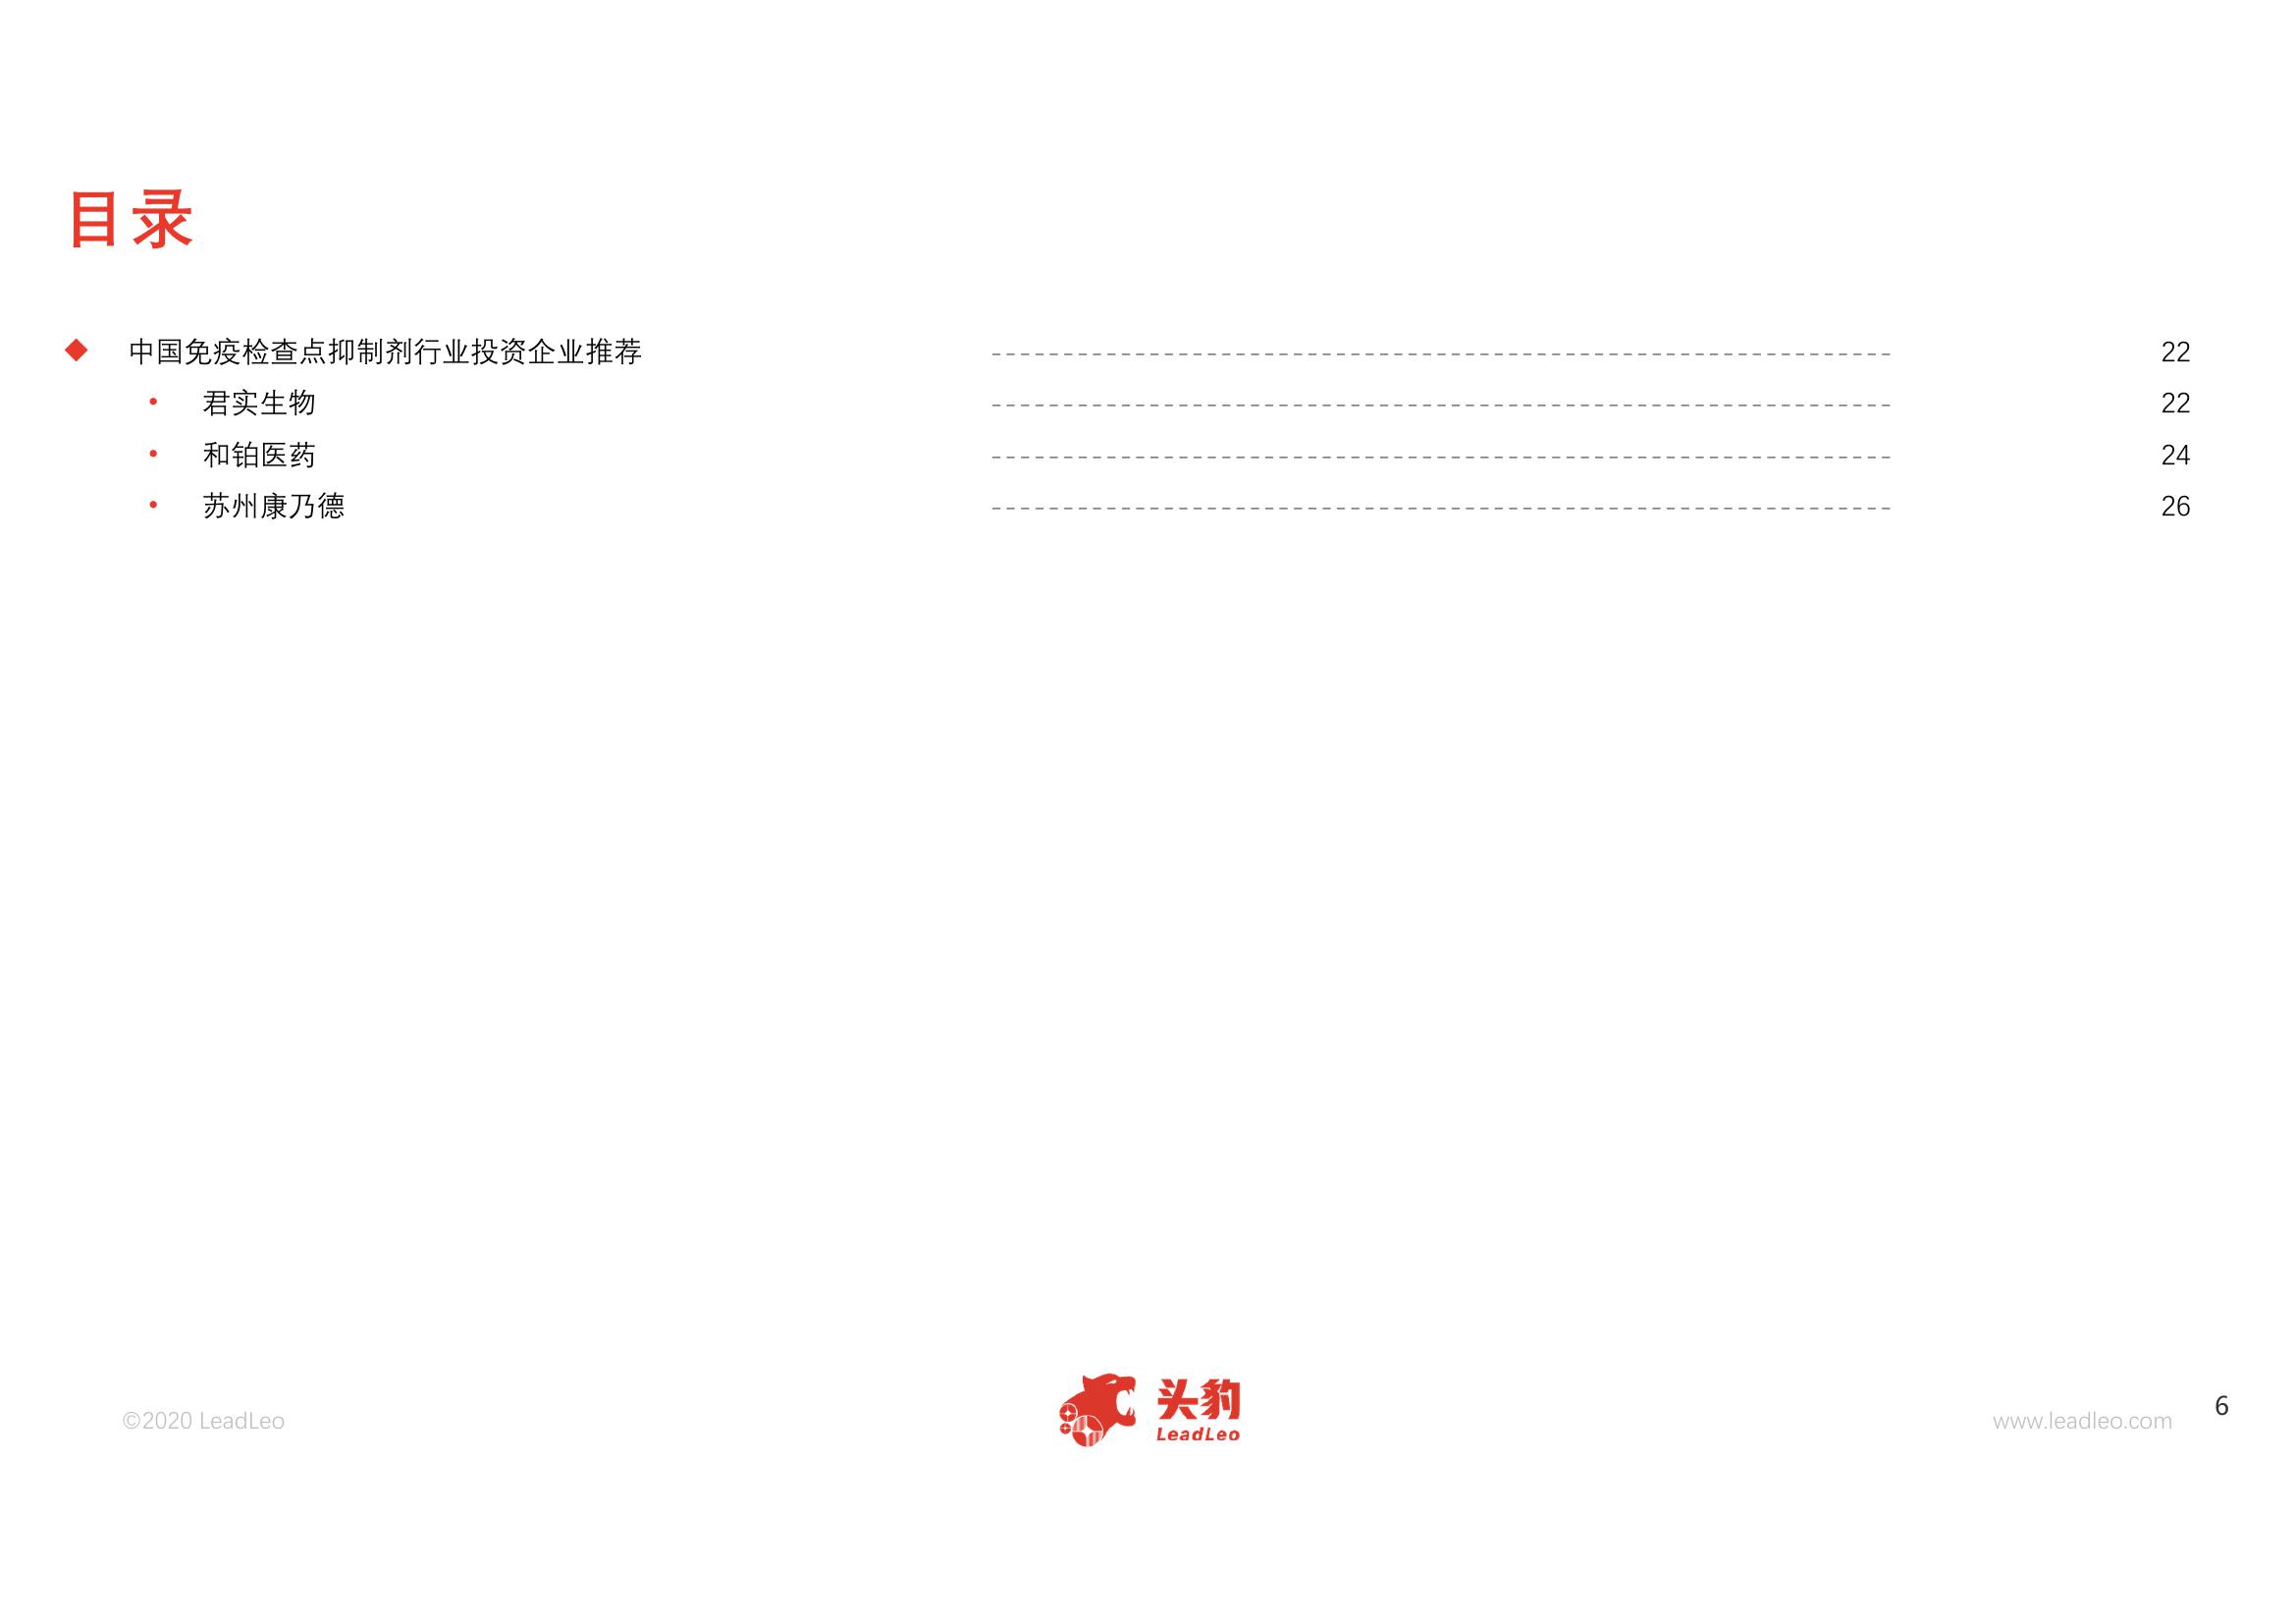 目录
◆ 中国免疫检查点抑制剂行业投资企业推荐 ---------------------------------------------------------------- 22
• 君实生物 ---------------------------------------------------------------- 22
• 和铂医药 ---------------------------------------------------------------- 24
• 苏州康乃德 ---------------------------------------------------------------- 26
©2020 LeadLeo
头豹
LeadLeo
www.leadleo.com
6